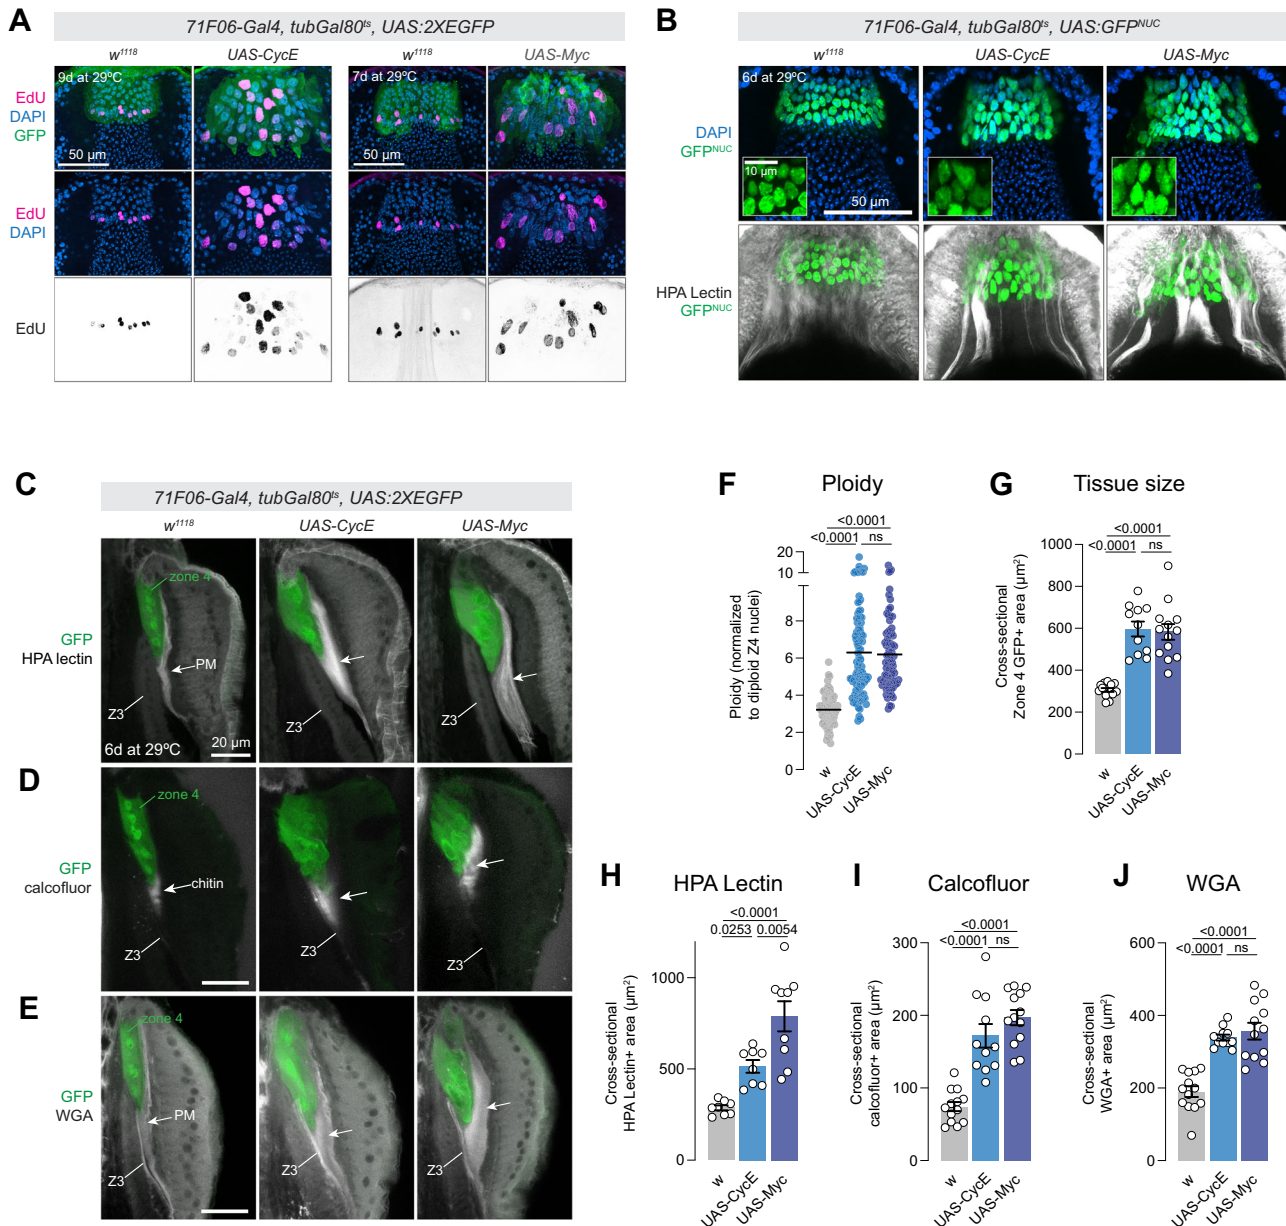 A
71F06-Gal4, tubGal80ts, UAS:2XEGFP
w1118
UAS-CycE
w1118
UAS-Myc
9d at 29ºC
7d at 29ºC
EdU
DAPI
GFP
50 µm
50 µm
EdU
DAPI
EdU
B
71F06-Gal4, tubGal80ts, UAS:GFPNUC
w1118
UAS-CycE
UAS-Myc
6d at 29ºC
DAPI
GFPNUC
10 µm
50 µm
HPA Lectin
GFPNUC
C
71F06-Gal4, tubGal80ts, UAS:2XEGFP
w1118
UAS-CycE
UAS-Myc
GFP
HPA lectin
zone 4
PM
Z3
6d at 29ºC
20 µm
Z3
Z3
D
GFP
calcofluor
zone 4
chitin
Z3
Z3
Z3
E
GFP
WGA
zone 4
PM
Z3
Z3
Z3
F
Ploidy
<0.0001
<0.0001
ns
Ploidy (normalized
to diploid Z4 nuclei)
20
10
8
6
4
2
0
w
UAS-CycE
UAS-Myc
G
Tissue size
<0.0001
<0.0001
ns
Cross-sectional
Zone 4 GFP+ area (µm2)
1000
800
600
400
200
0
w
UAS-CycE
UAS-Myc
H
HPA Lectin
<0.0001
0.0253
0.0054
Cross-sectional
HPA Lectin+ area (µm2)
1000
500
0
w
UAS-CycE
UAS-Myc
I
Calcofluor
<0.0001
<0.0001
ns
Cross-sectional
calcofluor+ area (µm2)
300
200
100
0
w
UAS-CycE
UAS-Myc
J
WGA
<0.0001
<0.0001
ns
Cross-sectional
WGA+ area (µm2)
600
400
200
0
w
UAS-CycE
UAS-Myc